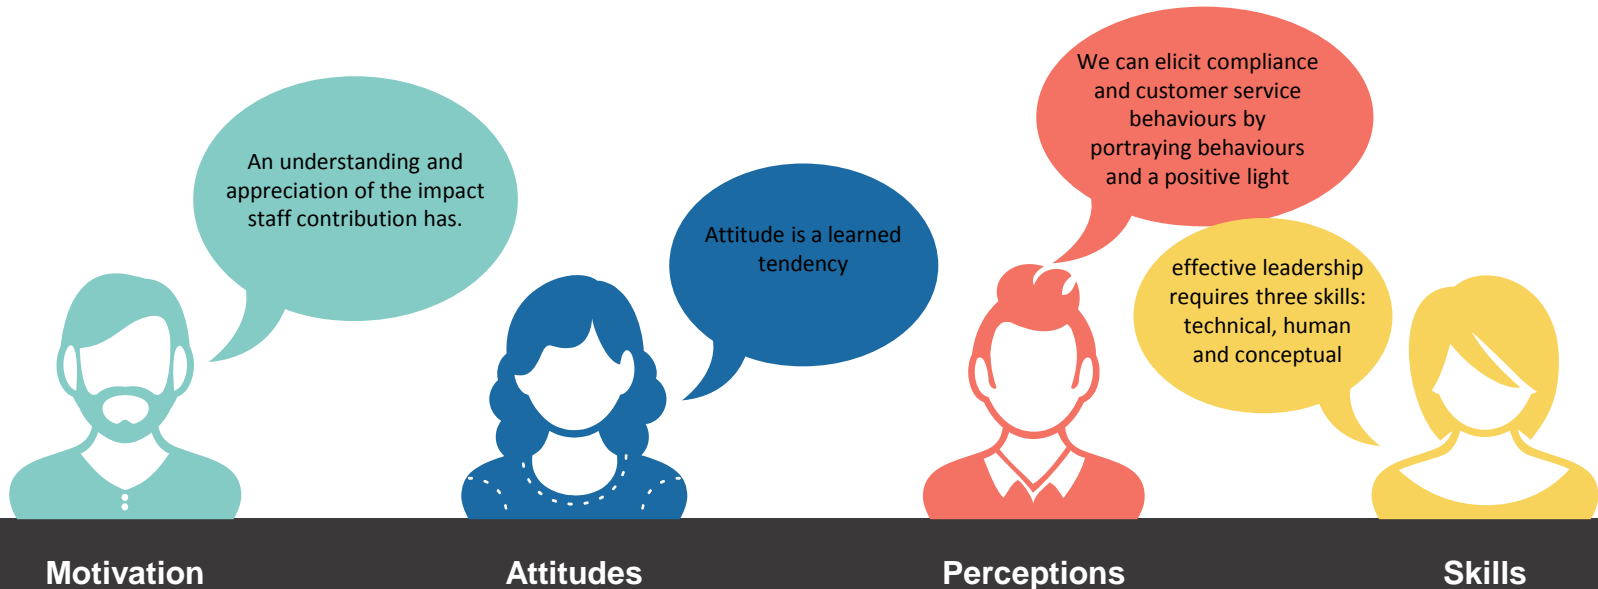 An understanding and
appreciation of the impact
staff contribution has.
Attitude is a learned
tendency
We can elicit compliance
and customer service
behaviours by
portraying behaviours
and a positive light
effective leadership
requires three skills:
technical, human
and conceptual
Motivation
Attitudes
Perceptions
Skills